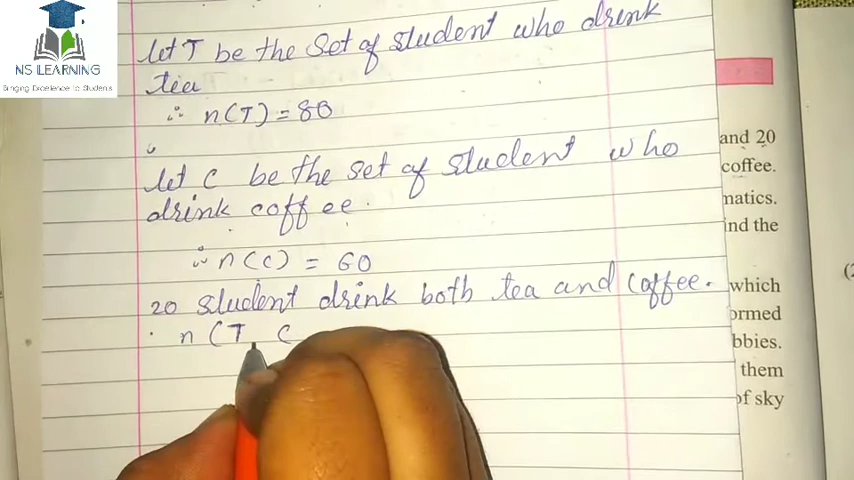 NS LEARNING
Bringing Excellence to Students
let T be the set of student who drink
tea
∴ n(T) = 80
let C be the set of student who
drink coffee.
∴ n(C) = 60
20 student drink both tea and coffee.
n (T C
and 20
coffee.
matics.
ind the
which
ormed
bbies.
them
of sky
(2